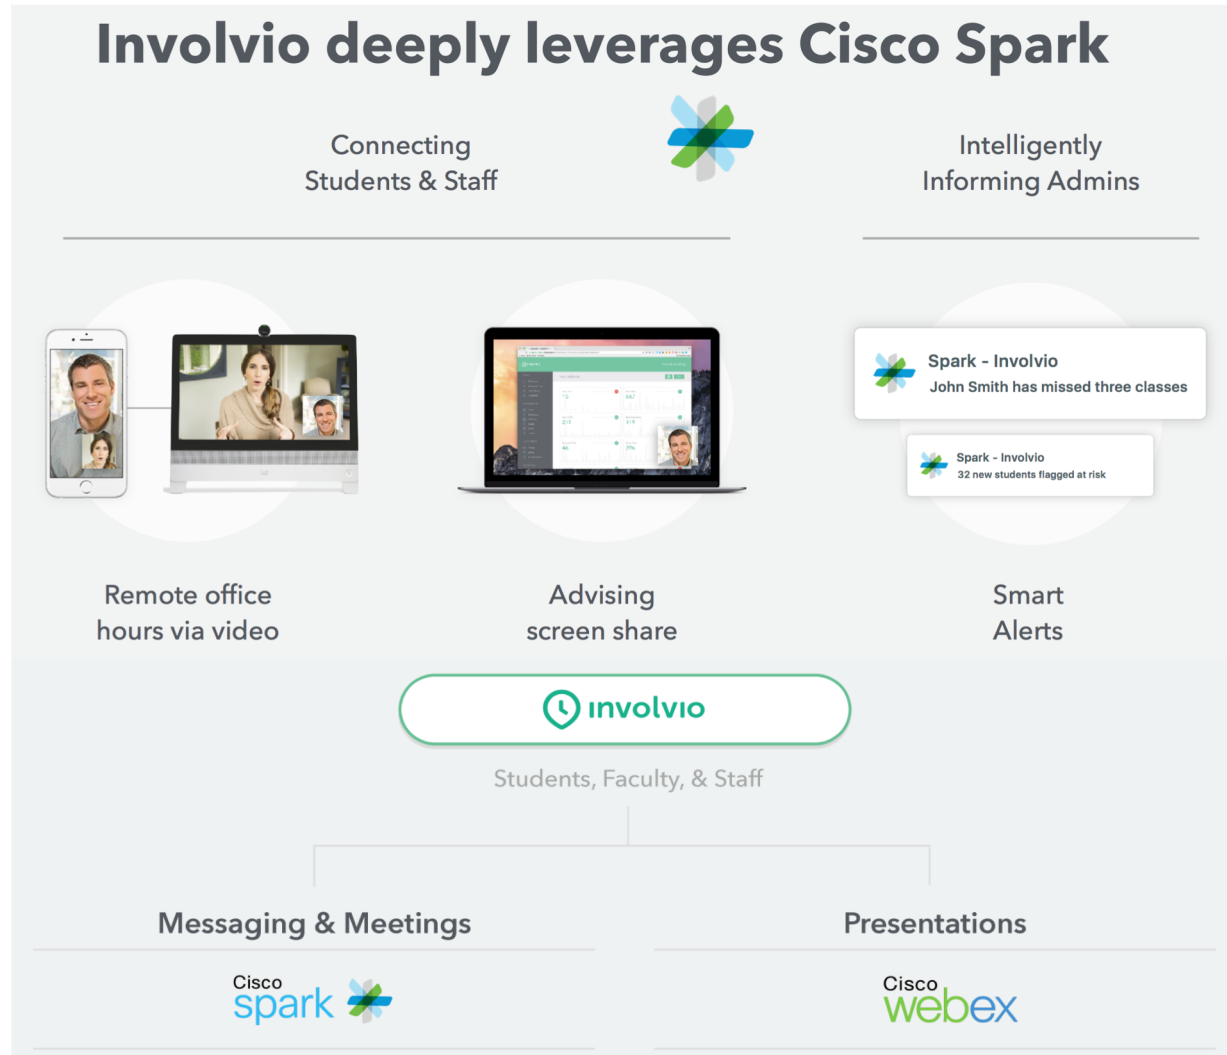 Involvio deeply leverages Cisco Spark
Connecting
Students & Staff
Intelligently
Informing Admins
Spark - Involvio
John Smith has missed three classes
Spark - Involvio
32 new students flagged at risk
Remote office
hours via video
Advising
screen share
Smart
Alerts
involvio
Students, Faculty, & Staff
Messaging & Meetings
Presentations
Cisco
spark
Cisco
webex